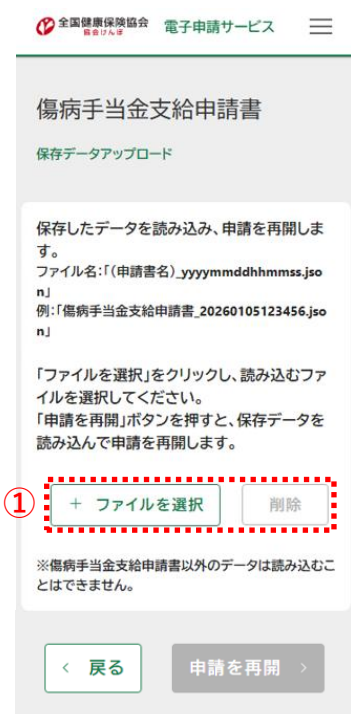 全国健康保険協会
協会けんぽ
電子申請サービス
傷病手当金支給申請書
保存データアップロード
保存したデータを読み込み、申請を再開しま
す。
ファイル名：「(申請書名)_yyyymmddhhmmss.jso
n」
例：「傷病手当金支給申請書_20260105123456.jso
n」
「ファイルを選択」をクリックし、読み込むファ
イルを選択してください。
「申請を再開」ボタンを押すと、保存データを
読み込んで申請を再開します。
①
+ ファイルを選択
削除
※傷病手当金支給申請書以外のデータは読み込むこ
とはできません。
< 戻る
申請を再開 >